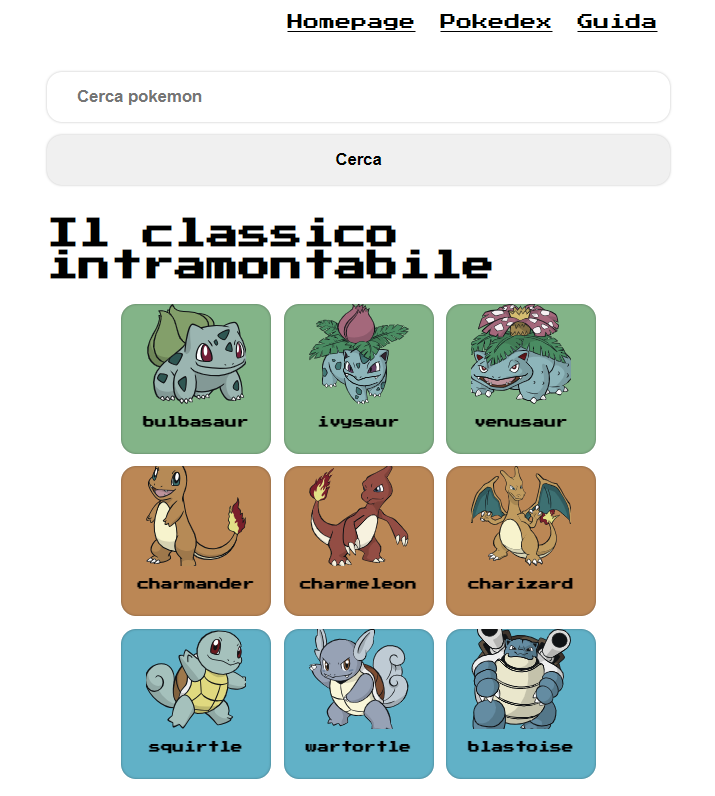 Homepage Pokedex Guida
Cerca pokemon
Cerca
Il classico
intramontabile
bulbasaur ivysaur venusaur
charmander charmeleon charizard
squirtle wartortle blastoise